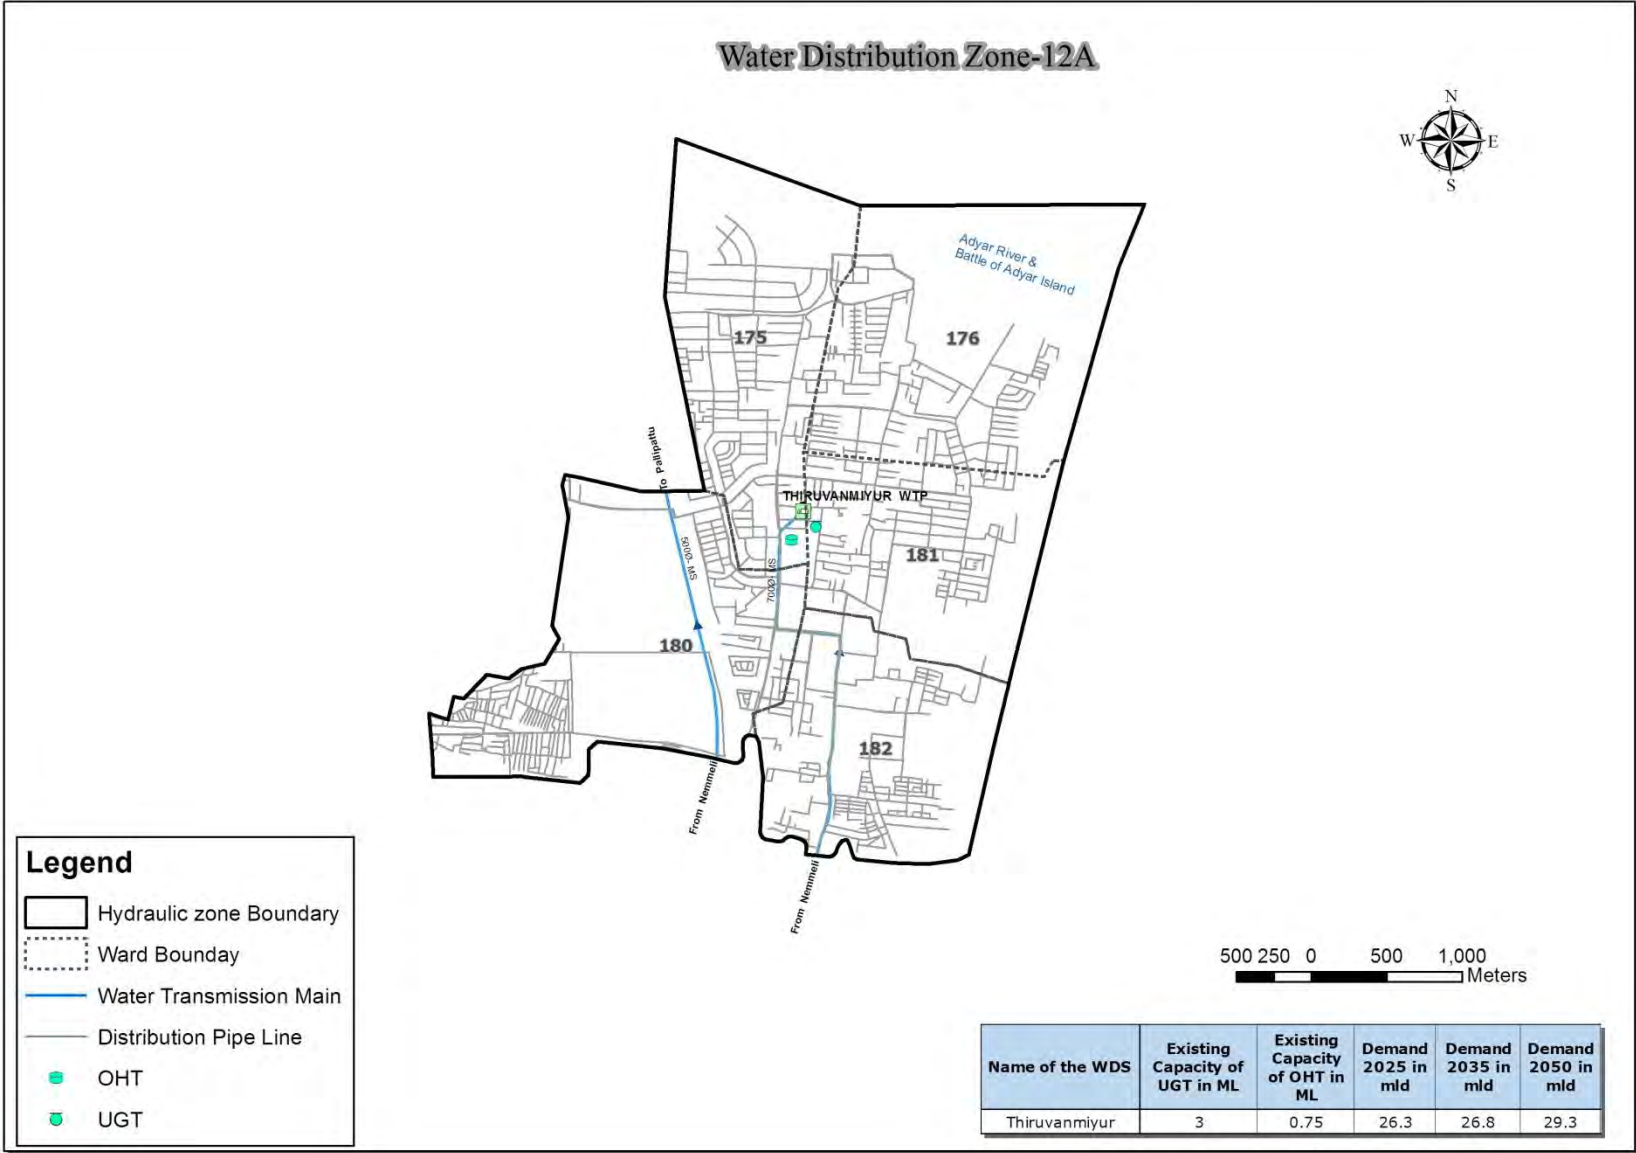 Water Distribution Zone-12A
N
W E
S
Adyar River &
Battle of Adyar Island
175
176
To Pallipattu
THIRUVANMIYUR WTP
500Ø- MS
181
700Ø- MS
180
182
From Nemmeli
From Nemmeli
Legend
Hydraulic zone Boundary
Ward Bounday
Water Transmission Main
Distribution Pipe Line
OHT
UGT
500 250 0 500 1,000
Meters
Name of the WDS
Existing
Capacity of
UGT in ML
Existing
Capacity
of OHT in
ML
Demand
2025 in
mld
Demand
2035 in
mld
Demand
2050 in
mld
Thiruvanmiyur 3 0.75 26.3 26.8 29.3